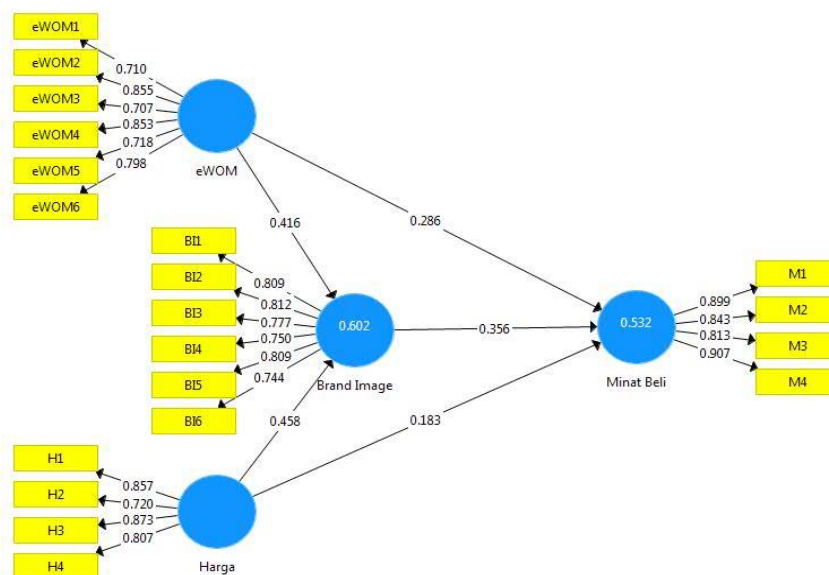 eWOM1
eWOM2
eWOM3
eWOM4
eWOM5
eWOM6
0.710
0.855
0.707
0.853
0.718
0.798
eWOM
0.416
0.286
BI1
BI2
BI3
BI4
BI5
BI6
0.809
0.812
0.777
0.750
0.809
0.744
0.602
Brand Image
0.356
0.532
Minat Beli
0.899
0.843
0.813
0.907
M1
M2
M3
M4
0.458
0.183
H1
H2
H3
H4
0.857
0.720
0.873
0.807
Harga